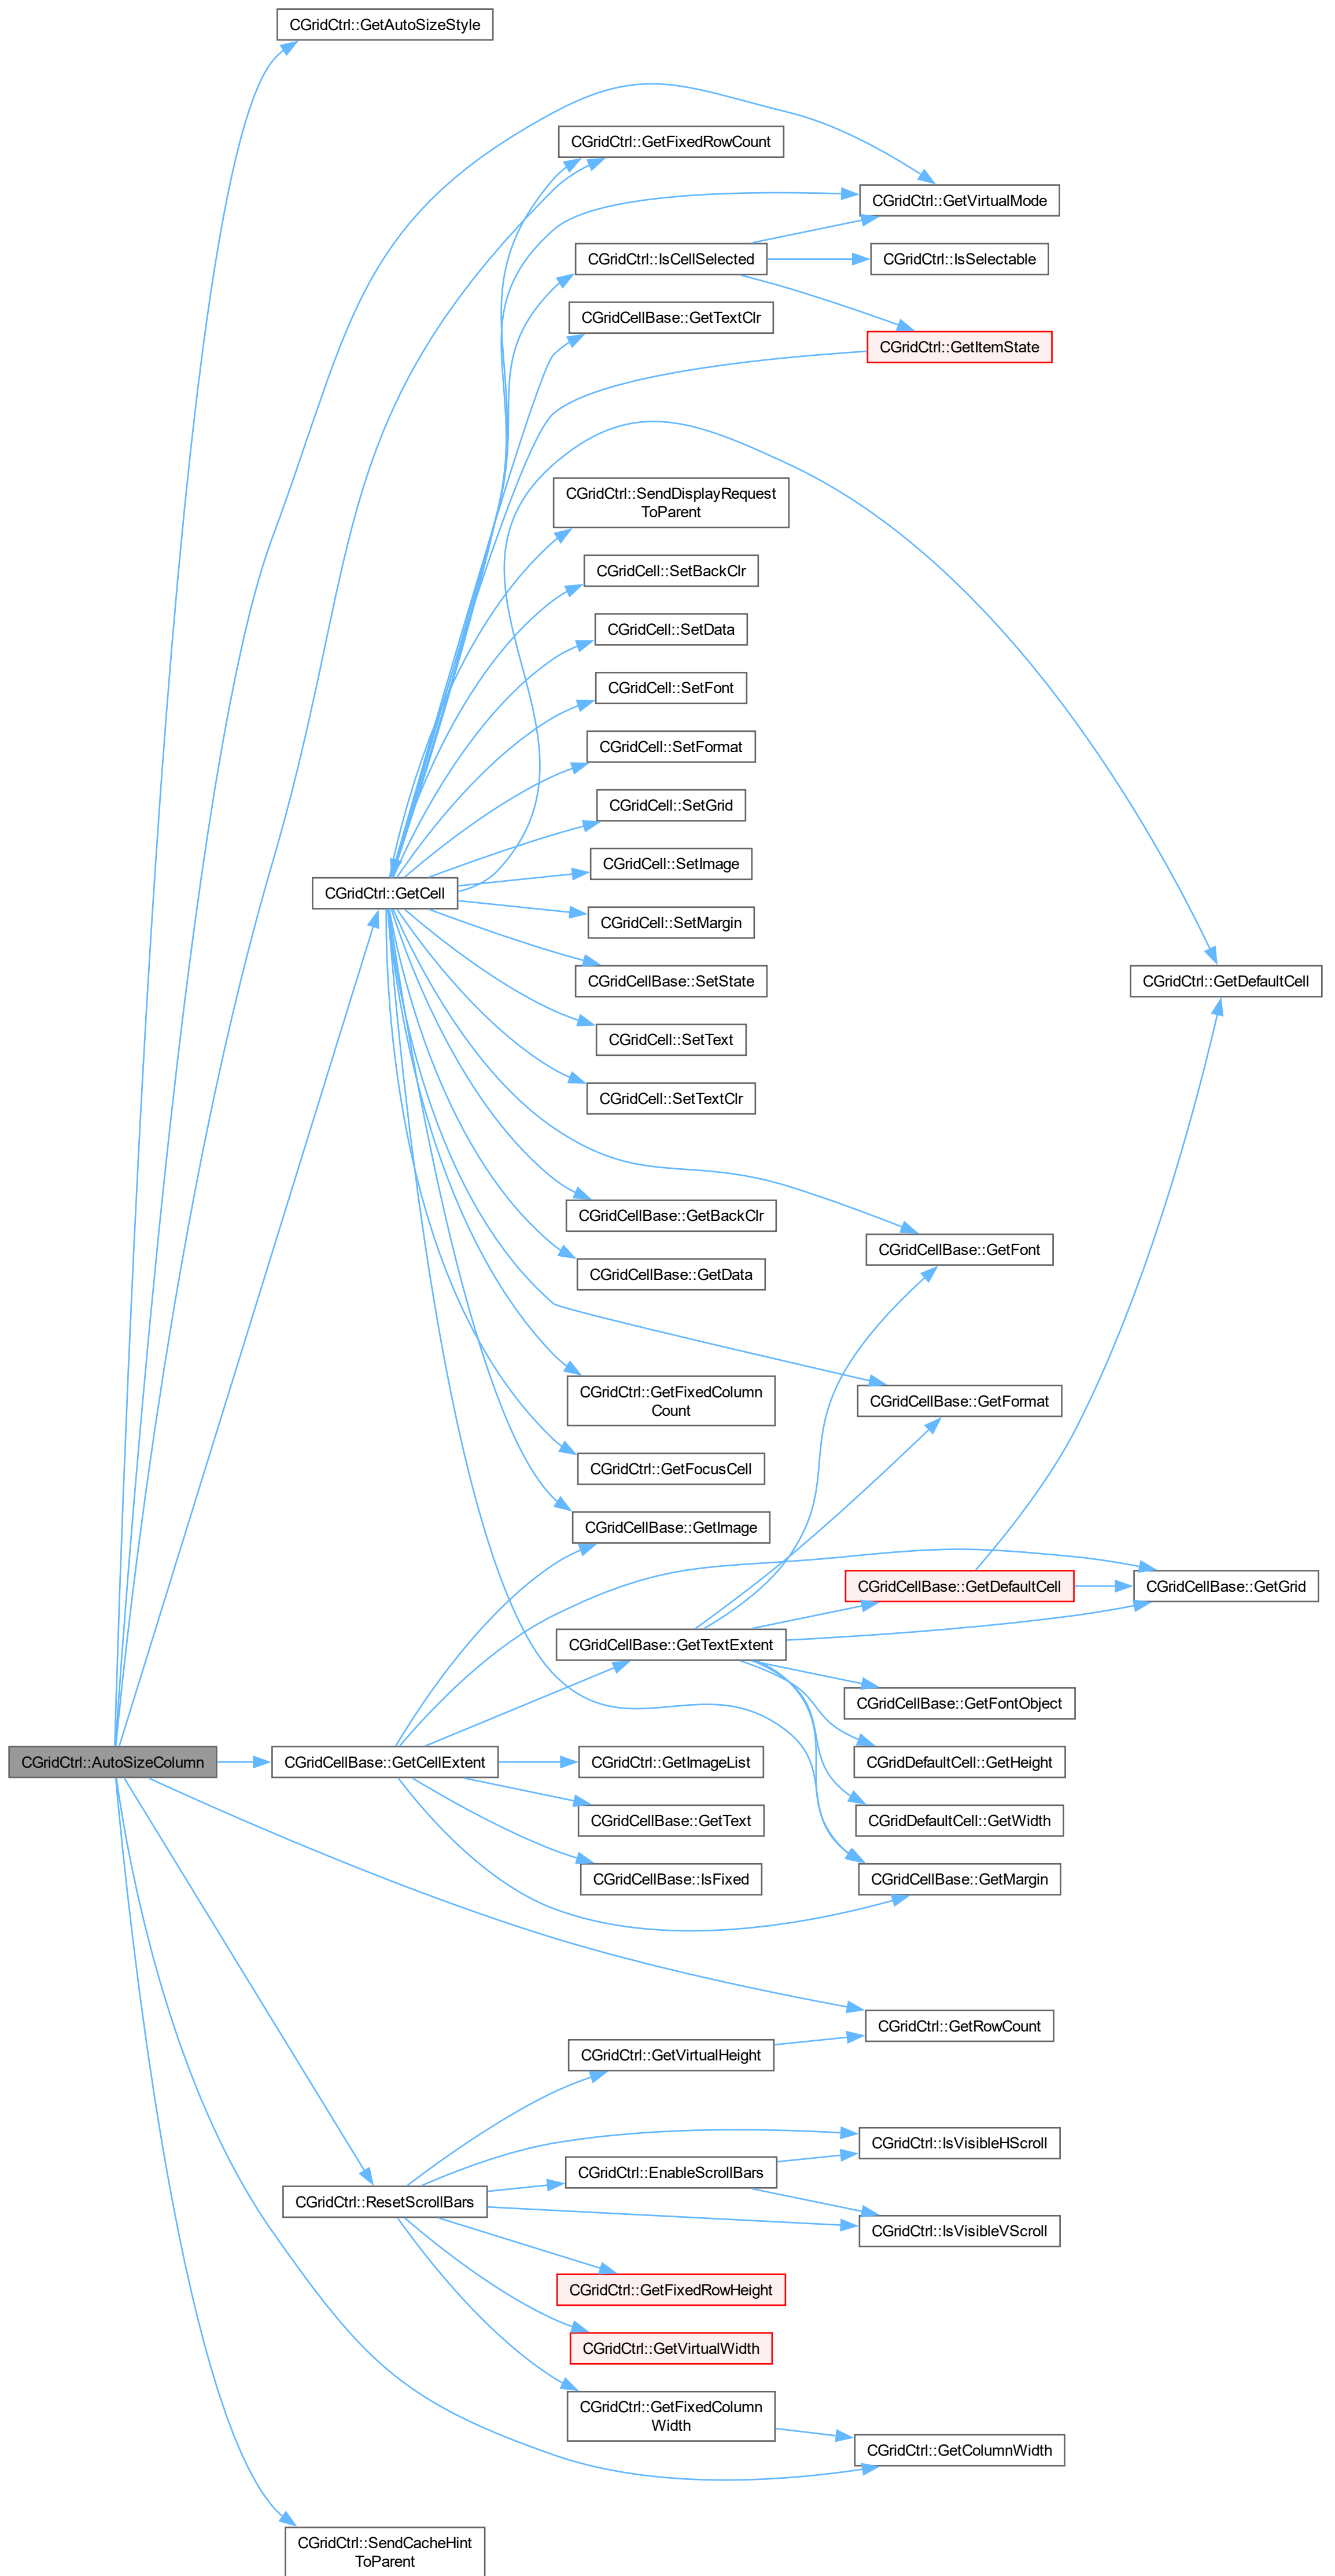 CGridCtrl::GetAutoSizeStyle
CGridCtrl::GetFixedRowCount
CGridCtrl::GetVirtualMode
CGridCtrl::IsCellSelected
CGridCtrl::IsSelectable
CGridCellBase::GetTextClr
CGridCtrl::GetItemState
CGridCtrl::SendDisplayRequest
ToParent
CGridCell::SetBackClr
CGridCell::SetData
CGridCell::SetFont
CGridCell::SetFormat
CGridCell::SetGrid
CGridCell::SetImage
CGridCtrl::GetCell
CGridCell::SetMargin
CGridCellBase::SetState
CGridCtrl::GetDefaultCell
CGridCell::SetText
CGridCell::SetTextClr
CGridCellBase::GetBackClr
CGridCellBase::GetFont
CGridCellBase::GetData
CGridCtrl::GetFixedColumn
Count
CGridCellBase::GetFormat
CGridCtrl::GetFocusCell
CGridCellBase::GetImage
CGridCellBase::GetDefaultCell
CGridCellBase::GetGrid
CGridCellBase::GetTextExtent
CGridCellBase::GetFontObject
CGridCtrl::AutoSizeColumn
CGridCellBase::GetCellExtent
CGridCtrl::GetImageList
CGridDefaultCell::GetHeight
CGridCellBase::GetText
CGridDefaultCell::GetWidth
CGridCellBase::IsFixed
CGridCellBase::GetMargin
CGridCtrl::GetRowCount
CGridCtrl::GetVirtualHeight
CGridCtrl::IsVisibleHScroll
CGridCtrl::EnableScrollBars
CGridCtrl::ResetScrollBars
CGridCtrl::IsVisibleVScroll
CGridCtrl::GetFixedRowHeight
CGridCtrl::GetVirtualWidth
CGridCtrl::GetFixedColumn
Width
CGridCtrl::GetColumnWidth
CGridCtrl::SendCacheHint
ToParent